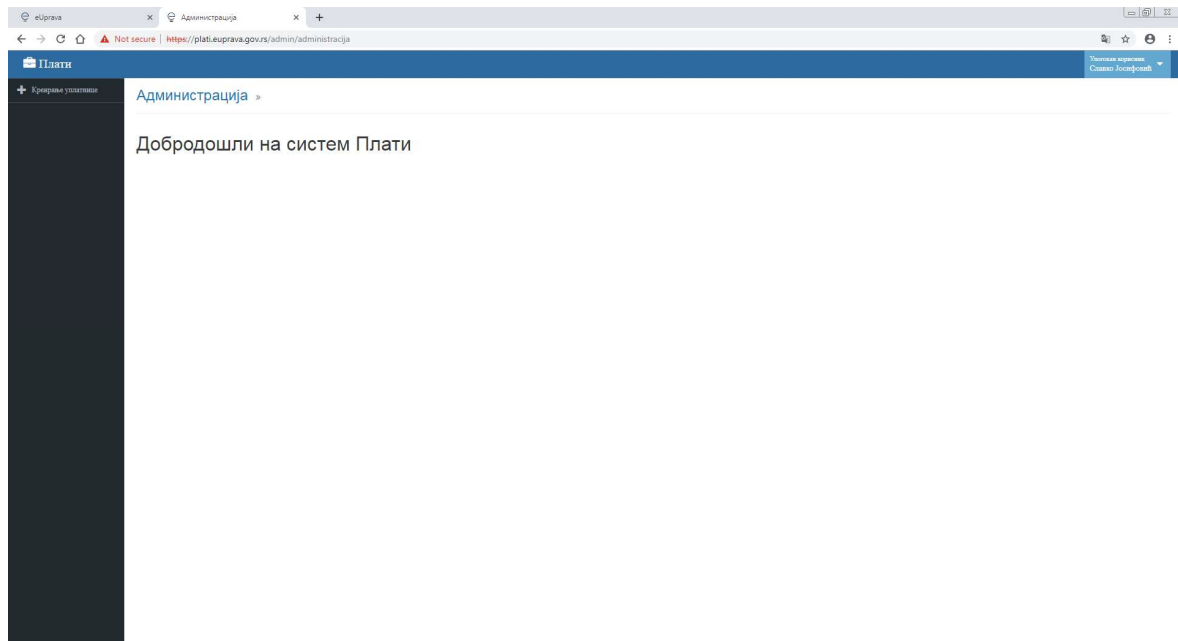 eUprava
Администрација
Not secure | https://plati.euprava.gov.rs/admin/administracija
Плати
Улогован корисник
Славко Јосифовић
Креирање уплатнице
Администрација »
Добродошли на систем Плати